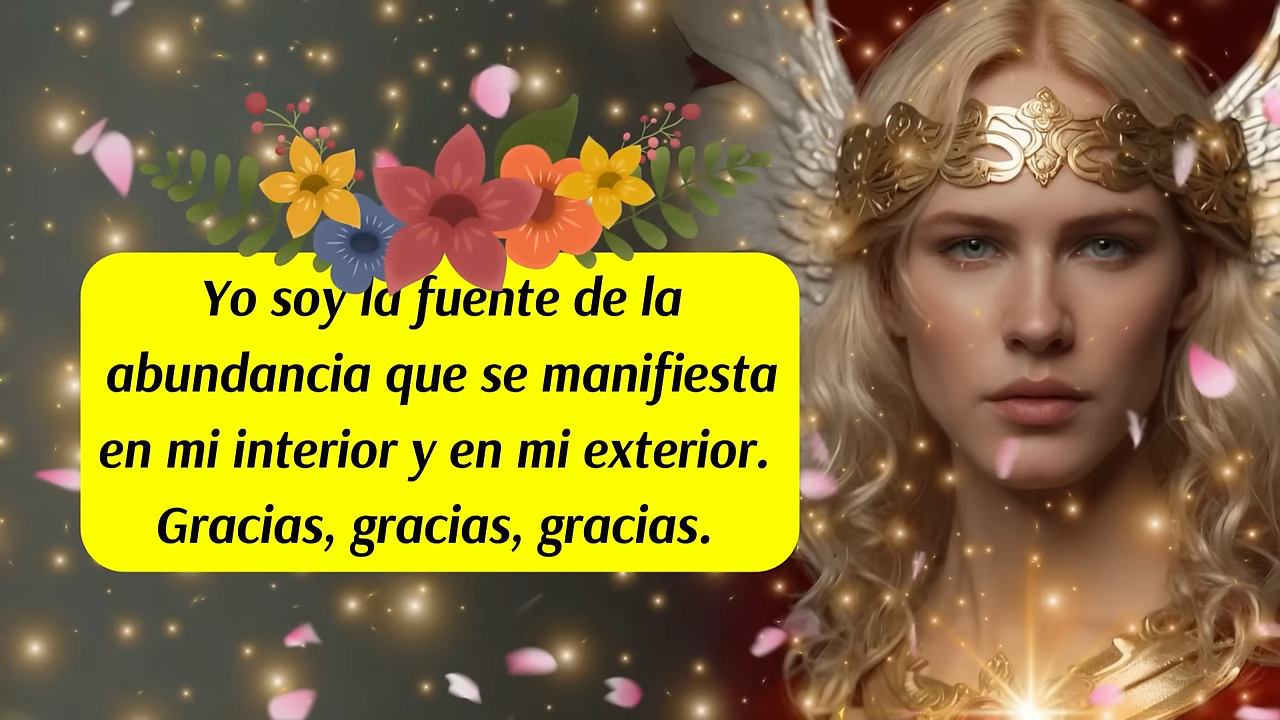 Yo soy la fuente de la
abundancia que se manifiesta
en mi interior y en mi exterior.
Gracias, gracias, gracias.